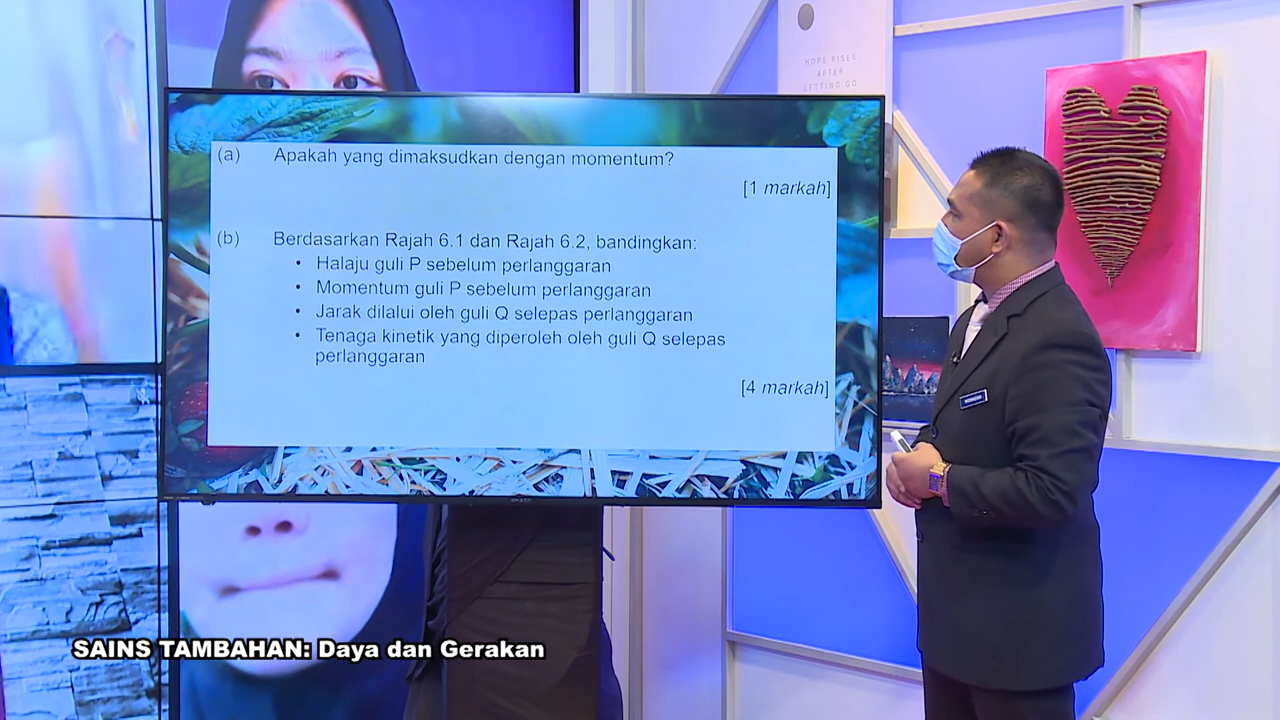 HOPE RISES
AFTER
LETTING GO
(a) Apakah yang dimaksudkan dengan momentum?
[1 markah]
(b) Berdasarkan Rajah 6.1 dan Rajah 6.2, bandingkan:
• Halaju guli P sebelum perlanggaran
• Momentum guli P sebelum perlanggaran
• Jarak dilalui oleh guli Q selepas perlanggaran
• Tenaga kinetik yang diperoleh oleh guli Q selepas
perlanggaran
[4 markah]
SAINS TAMBAHAN: Daya dan Gerakan